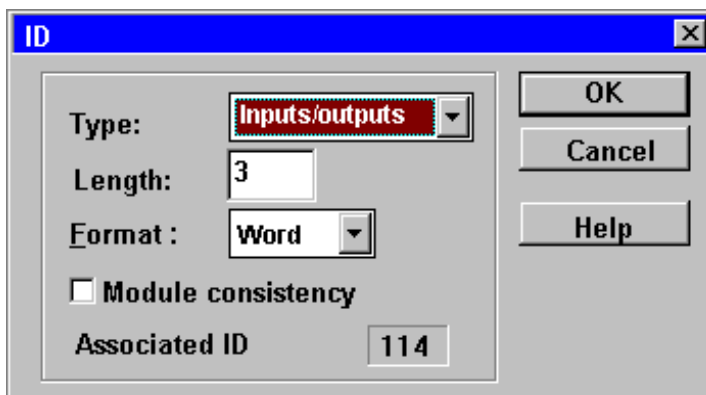 ID
Type: Inputs/outputs
Length: 3
Format : Word
Module consistency
Associated ID 114
OK
Cancel
Help